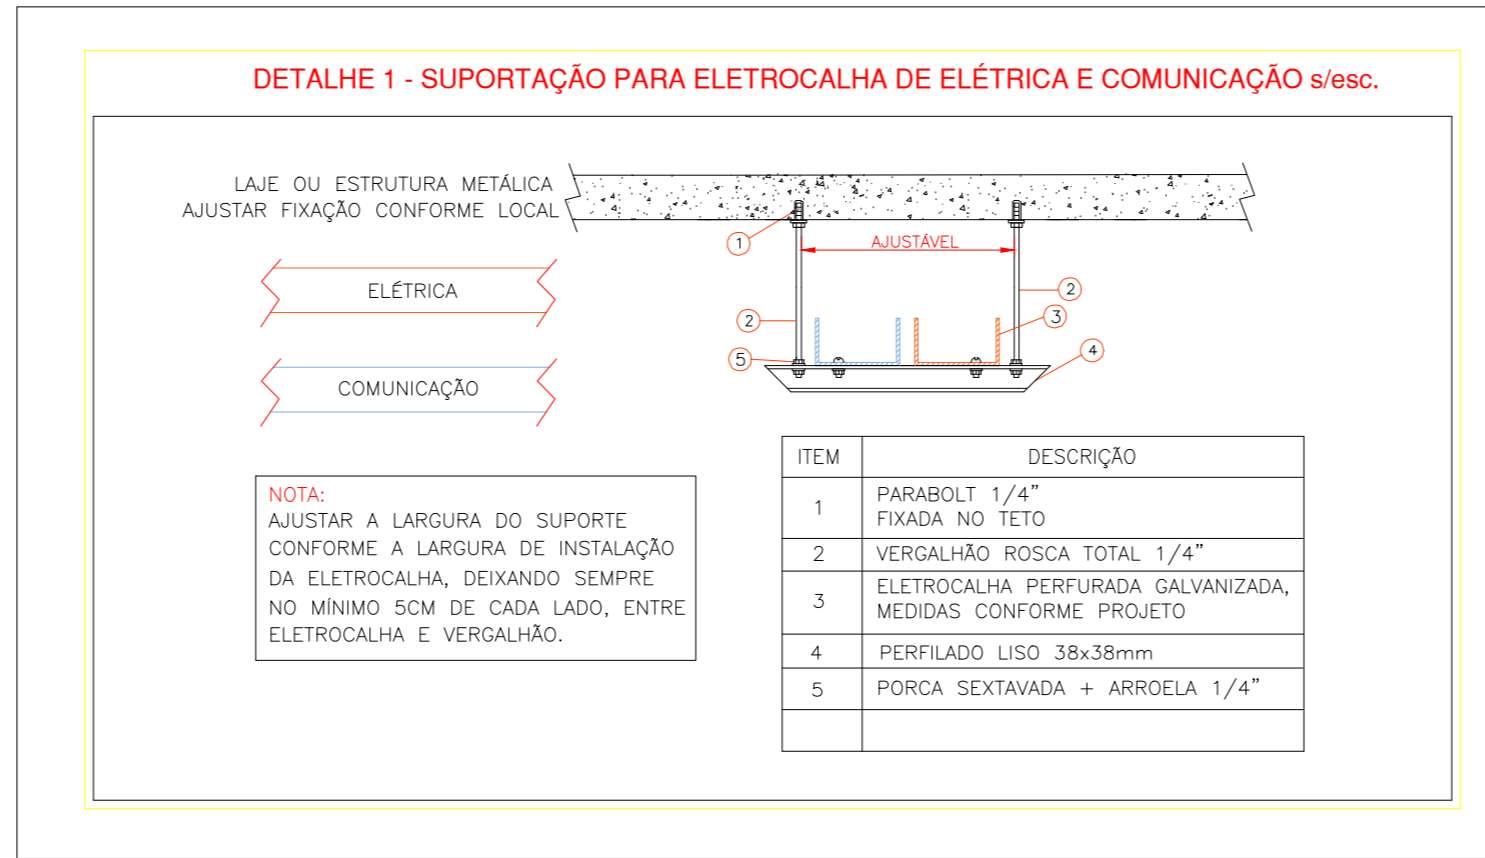 DETALHE 1 - SUPORTAÇÃO PARA ELETROCALHA DE ELÉTRICA E COMUNICAÇÃO s/esc.
LAJE OU ESTRUTURA METÁLICA
AJUSTAR FIXAÇÃO CONFORME LOCAL
1
AJUSTÁVEL
2
2
3
5
4
ELÉTRICA
COMUNICAÇÃO
NOTA:
AJUSTAR A LARGURA DO SUPORTE
CONFORME A LARGURA DE INSTALAÇÃO
DA ELETROCALHA, DEIXANDO SEMPRE
NO MÍNIMO 5CM DE CADA LADO, ENTRE
ELETROCALHA E VERGALHÃO.
ITEM DESCRIÇÃO
1 PARABOLT 1/4”
FIXADA NO TETO
2 VERGALHÃO ROSCA TOTAL 1/4”
3 ELETROCALHA PERFURADA GALVANIZADA,
MEDIDAS CONFORME PROJETO
4 PERFILADO LISO 38x38mm
5 PORCA SEXTAVADA + ARROELA 1/4”